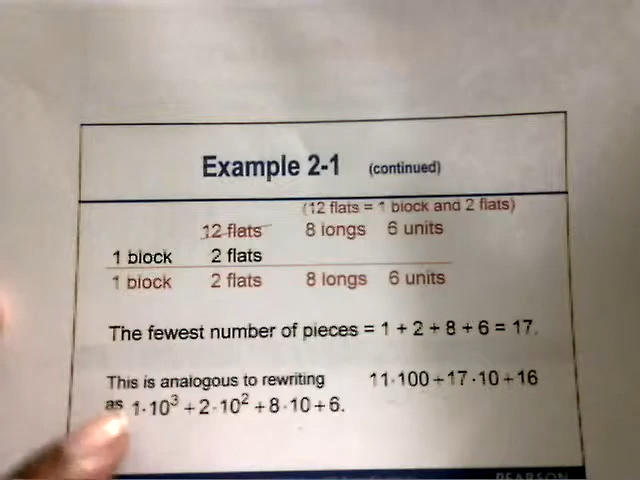 Example 2-1 (continued)
(12 flats = 1 block and 2 flats)
12 flats 8 longs 6 units
1 block 2 flats
1 block 2 flats 8 longs 6 units
The fewest number of pieces = 1 + 2 + 8 + 6 = 17.
This is analogous to rewriting 11·100 + 17·10 + 16
as 1·10³ + 2·10² + 8·10 + 6.
PEARSON